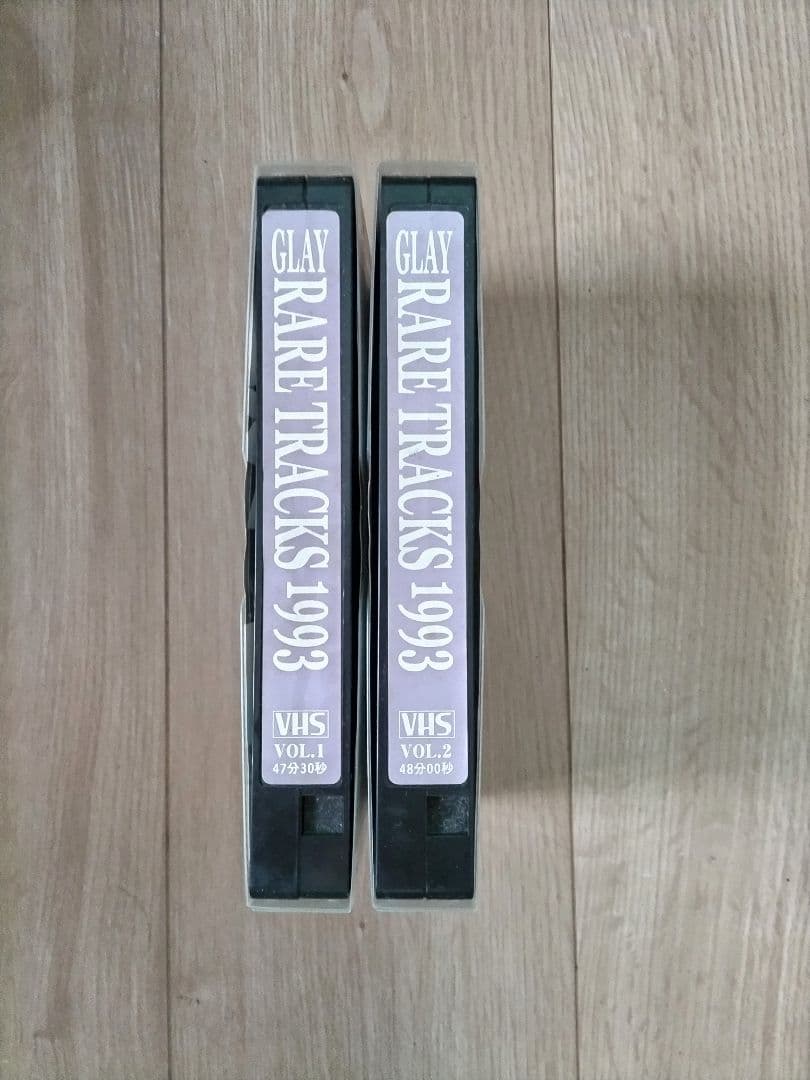 GLAY
RARE TRACKS 1993
VHS
VOL.1
47分30秒
GLAY
RARE TRACKS 1993
VHS
VOL.2
48分00秒